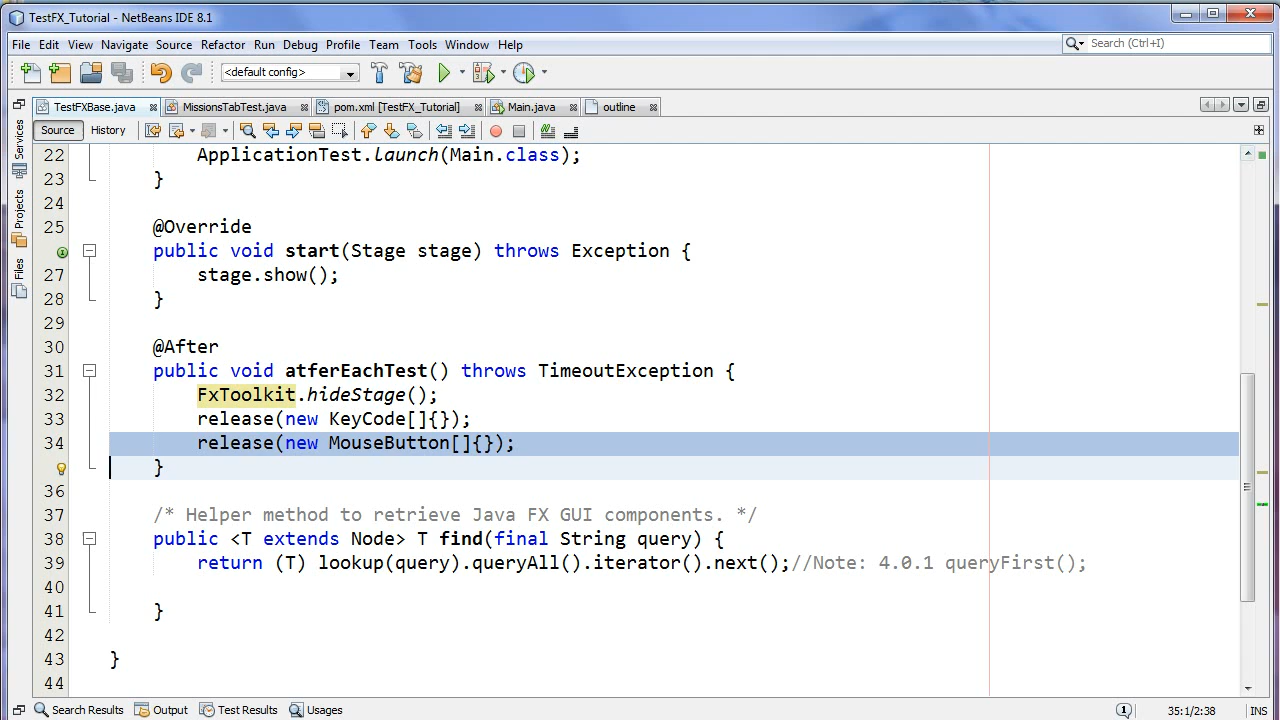 TestFX_Tutorial - NetBeans IDE 8.1
File Edit View Navigate Source Refactor Run Debug Profile Team Tools Window Help
Search (Ctrl+I)
<default config>
TestFXBase.java MissionsTabTest.java pom.xml [TestFX_Tutorial] Main.java outline
Source History
Services
Projects
Files
22 ApplicationTest.launch(Main.class);
23 }
24
25 @Override
public void start(Stage stage) throws Exception {
27 stage.show();
28 }
29
30 @After
31 public void atferEachTest() throws TimeoutException {
32 FxToolkit.hideStage();
33 release(new KeyCode[]{});
34 release(new MouseButton[]{});
}
36
37 /* Helper method to retrieve Java FX GUI components. */
38 public <T extends Node> T find(final String query) {
39 return (T) lookup(query).queryAll().iterator().next();//Note: 4.0.1 queryFirst();
40
41 }
42
43 }
44
Search Results Output Test Results Usages 1 35:1/2:38 INS